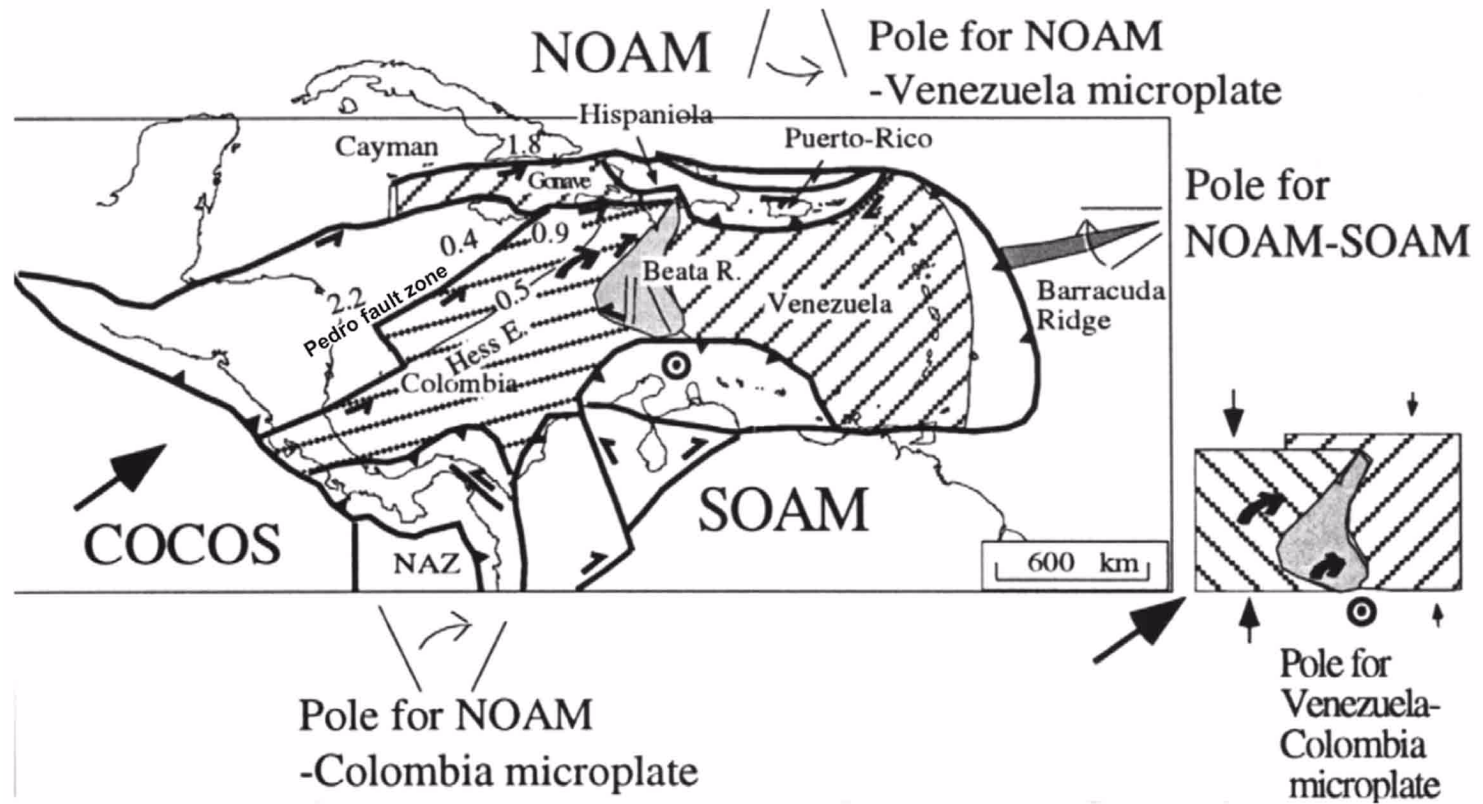 NOAM
Pole for NOAM
-Venezuela microplate
Hispaniola
Cayman
1.8
Puerto-Rico
Gonave
Pole for
NOAM-SOAM
0.4
0.9
Beata R.
2.2
Pedro fault zone
0.5
Venezuela
Barracuda
Ridge
Hess E.
Colombia
COCOS
SOAM
NAZ
600 km
Pole for NOAM
-Colombia microplate
Pole for
Venezuela-
Colombia
microplate